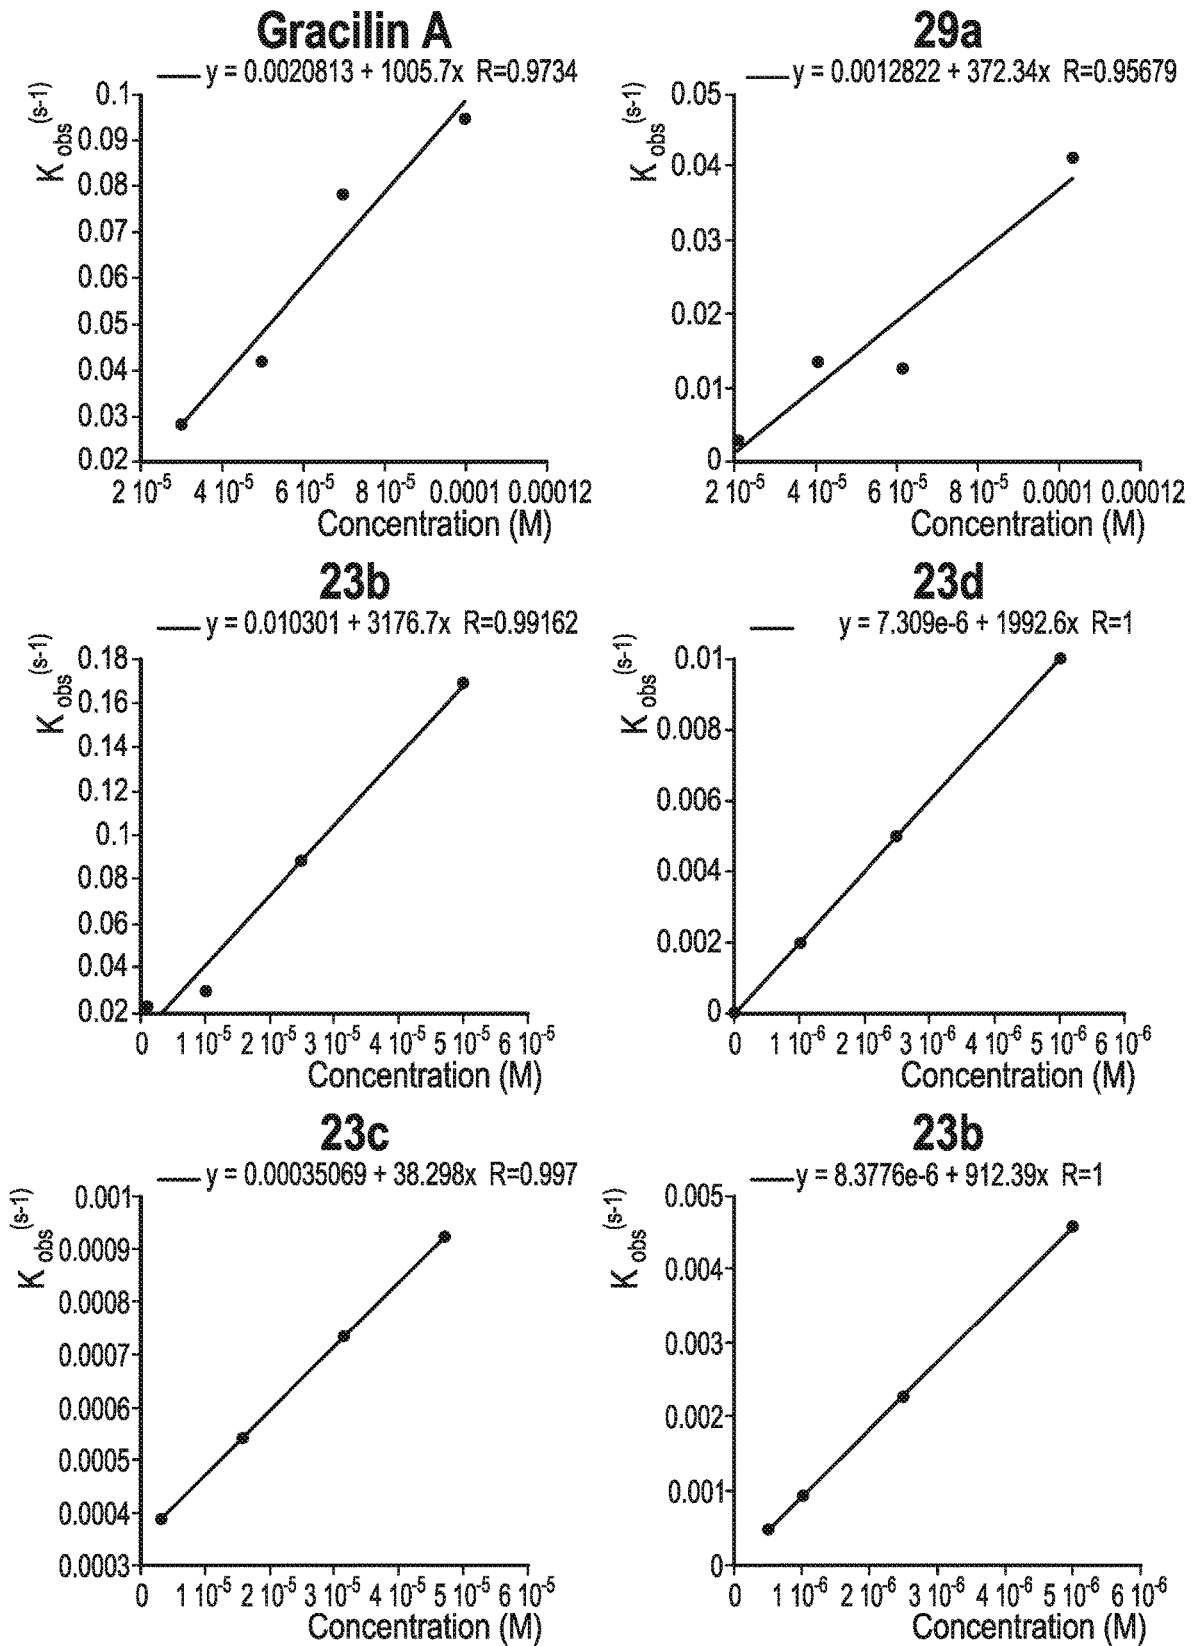 Gracilin A
y = 0.0020813 + 1005.7x R=0.9734
K obs (s-1)
0.1
0.09
0.08
0.07
0.06
0.05
0.04
0.03
0.02
2 10-5 4 10-5 6 10-5 8 10-5 0.0001 0.00012
Concentration (M)
29a
y = 0.0012822 + 372.34x R=0.95679
K obs (s-1)
0.05
0.04
0.03
0.02
0.01
0
2 10-5 4 10-5 6 10-5 8 10-5 0.0001 0.00012
Concentration (M)
23b
y = 0.010301 + 3176.7x R=0.99162
K obs (s-1)
0.18
0.16
0.14
0.12
0.1
0.08
0.06
0.04
0.02
0 1 10-5 2 10-5 3 10-5 4 10-5 5 10-5 6 10-5
Concentration (M)
23d
y = 7.309e-6 + 1992.6x R=1
K obs (s-1)
0.01
0.008
0.006
0.004
0.002
0
0 1 10-6 2 10-6 3 10-6 4 10-6 5 10-6 6 10-6
Concentration (M)
23c
y = 0.00035069 + 38.298x R=0.997
K obs (s-1)
0.001
0.0009
0.0008
0.0007
0.0006
0.0005
0.0004
0.0003
0 1 10-5 2 10-5 3 10-5 4 10-5 5 10-5 6 10-5
Concentration (M)
23b
y = 8.3776e-6 + 912.39x R=1
K obs (s-1)
0.005
0.004
0.003
0.002
0.001
0
0 1 10-6 2 10-6 3 10-6 4 10-6 5 10-6 6 10-6
Concentration (M)